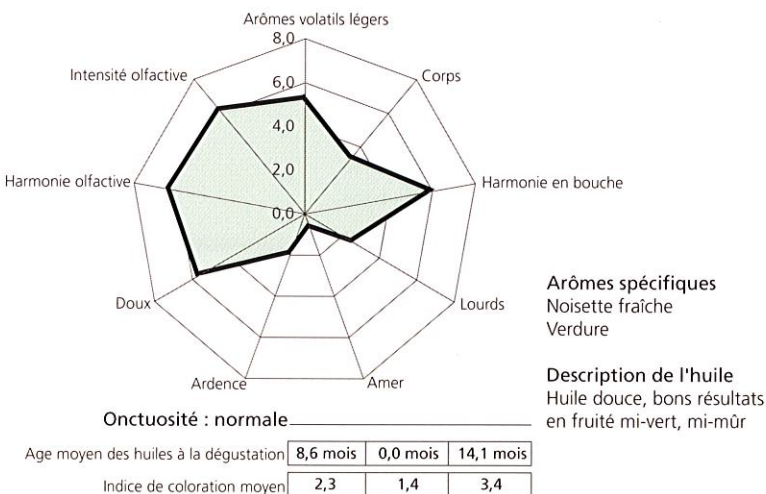 Arômes volatils légers
8,0
Intensité olfactive
Corps
6,0
4,0
Harmonie olfactive
2,0
Harmonie en bouche
0,0
Doux
Lourds
Ardence
Amer
Arômes spécifiques
Noisette fraîche
Verdure
Description de l'huile
Huile douce, bons résultats
en fruité mi-vert, mi-mûr
Onctuosité : normale
Age moyen des huiles à la dégustation 8,6 mois 0,0 mois 14,1 mois
Indice de coloration moyen 2,3 1,4 3,4